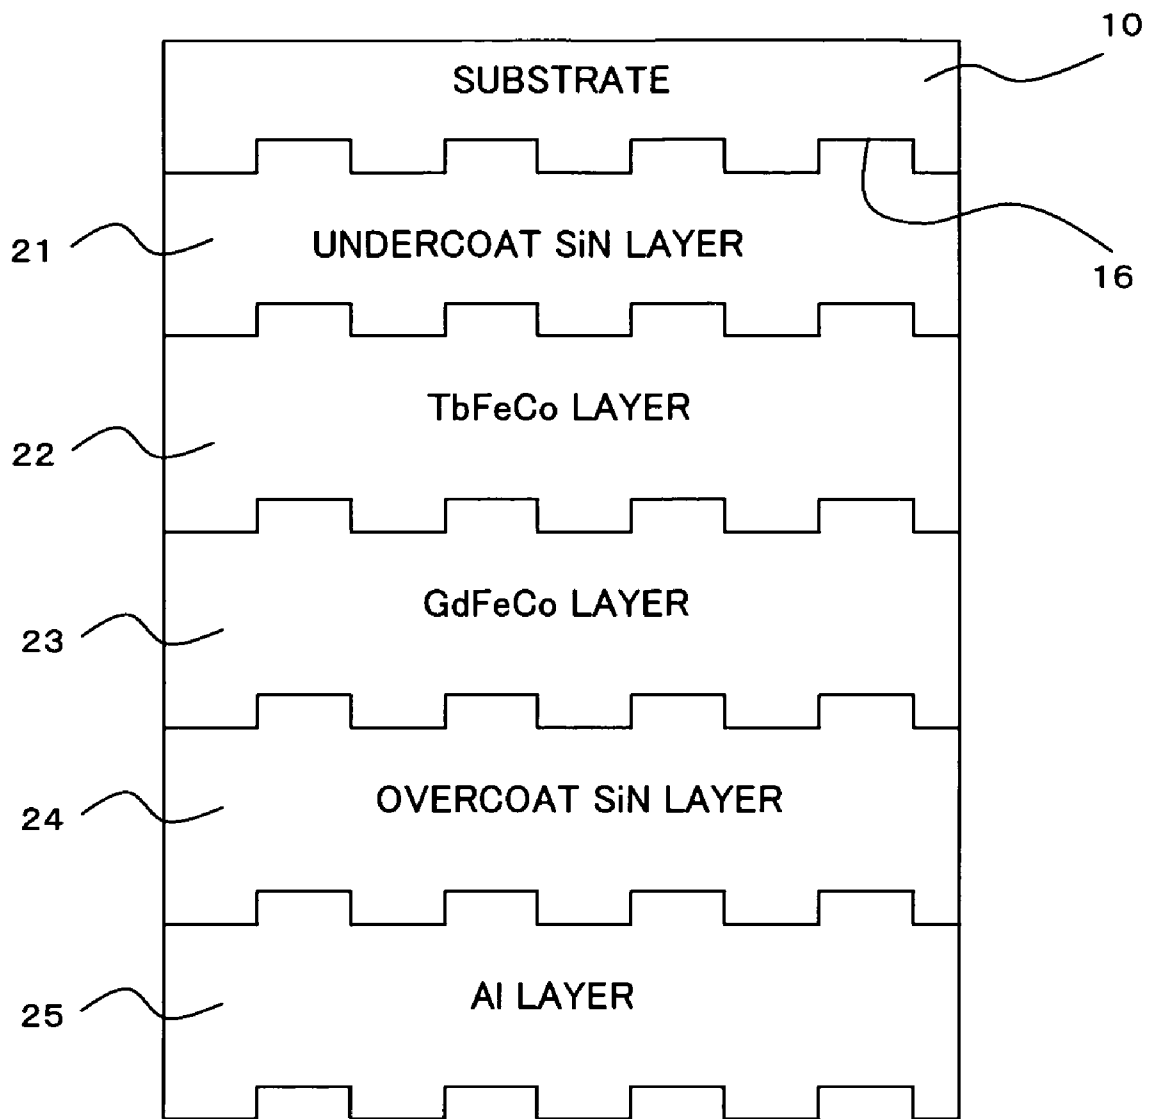 10
SUBSTRATE
21
UNDERCOAT SiN LAYER
16
TbFeCo LAYER
22
GdFeCo LAYER
23
OVERCOAT SiN LAYER
24
Al LAYER
25